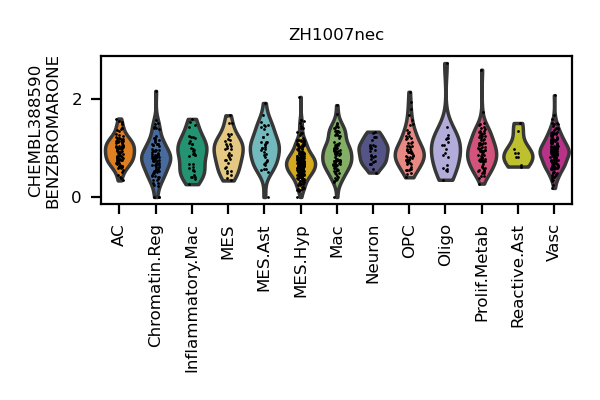 ZH1007nec
CHEMBL388590
BENZBROMARONE
2
0
AC
Chromatin.Reg
Inflammatory.Mac
MES
MES.Ast
MES.Hyp
Mac
Neuron
OPC
Oligo
Prolif.Metab
Reactive.Ast
Vasc